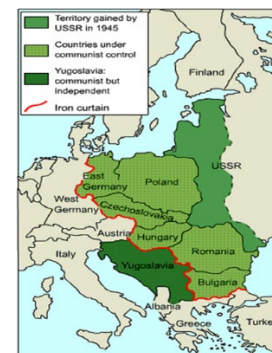 Territory gained by
USSR in 1945
Countries under
communist control
Yugoslavia:
communist but
independent
Iron curtain
Finland
USSR
East
Germany
Poland
West
Germany
Czechoslovakia
Austria
Hungary
Italy
Romania
Yugoslavia
Bulgaria
Albania
Greece
Turke